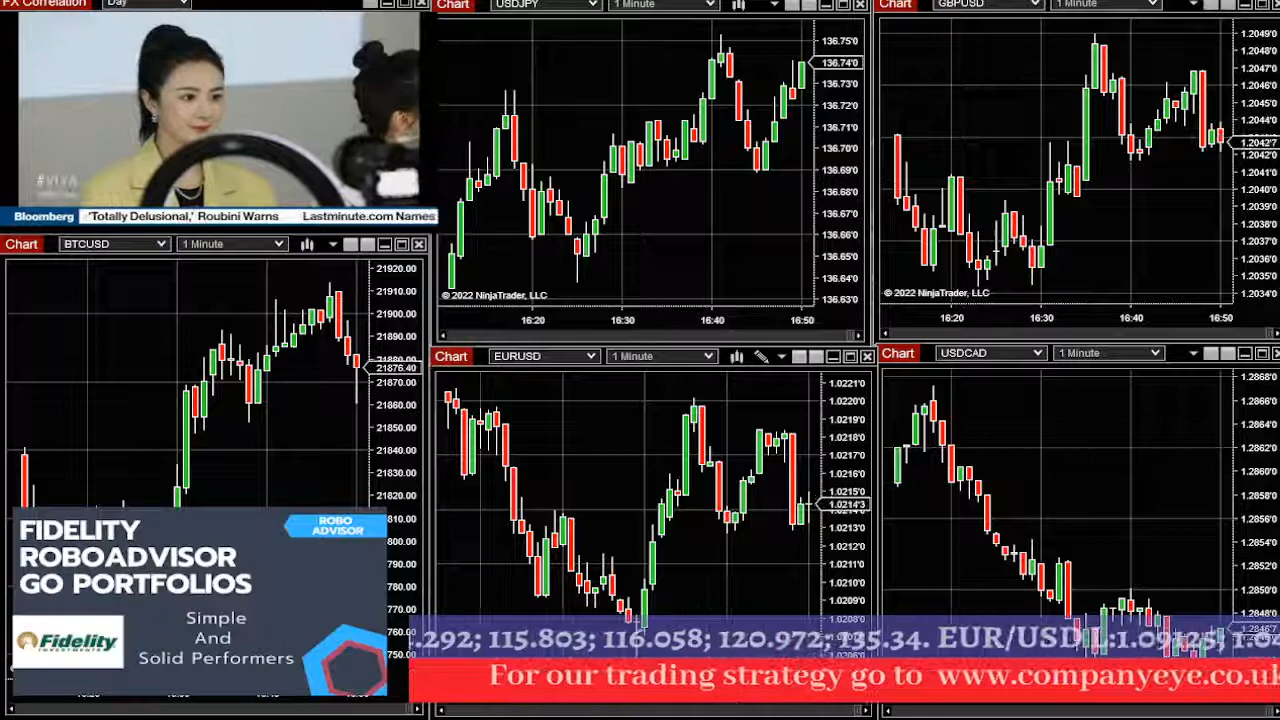 FX Correlation
Day
#VIVA
Bloomberg
'Totally Delusional,' Roubini Warns
Lastminute.com Names
Chart
USDJPY
1 Minute
136.75'0
136.74'0
136.73'0
136.72'0
136.71'0
136.70'0
136.69'0
136.68'0
136.67'0
136.66'0
136.65'0
136.64'0
136.63'0
© 2022 NinjaTrader, LLC
16:20
16:30
16:40
16:50
Chart
GBPUSD
1 Minute
1.2049'0
1.2048'0
1.2047'0
1.2046'0
1.2045'0
1.2044'0
1.2042'7
1.2042'0
1.2041'0
1.2040'0
1.2039'0
1.2038'0
1.2037'0
1.2036'0
1.2035'0
1.2034'0
© 2022 NinjaTrader, LLC
16:20
16:30
16:40
16:50
Chart
BTCUSD
1 Minute
21920.00
21910.00
21900.00
21890.00
21876.40
21870.00
21860.00
21850.00
21840.00
21830.00
21820.00
Chart
EURUSD
1 Minute
1.0221'0
1.0220'0
1.0219'0
1.0218'0
1.0217'0
1.0216'0
1.0215'0
1.0214'3
1.0213'0
1.0212'0
1.0211'0
1.0210'0
1.0209'0
1.0208'0
Chart
USDCAD
1 Minute
1.2868'0
1.2866'0
1.2864'0
1.2862'0
1.2860'0
1.2858'0
1.2856'0
1.2854'0
1.2852'0
1.2850'0
1.2848'0
FIDELITY
ROBOADVISOR
GO PORTFOLIOS
ROBO
ADVISOR
Simple
And
Solid Performers
Fidelity
INVESTMENTS
116.058; 120.972;
EUR/USD
For our trading strategy go to www.companyeye.co.uk